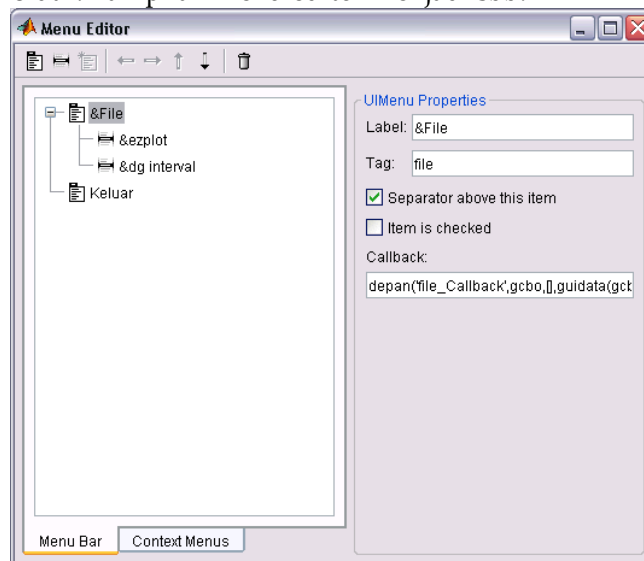 Menu Editor
&File
&ezplot
&dg interval
Keluar
UIMenu Properties
Label: &File
Tag: file
Separator above this item
Item is checked
Callback:
depan('file_Callback',gcbo,[],guidata(gcb
Menu Bar Context Menus